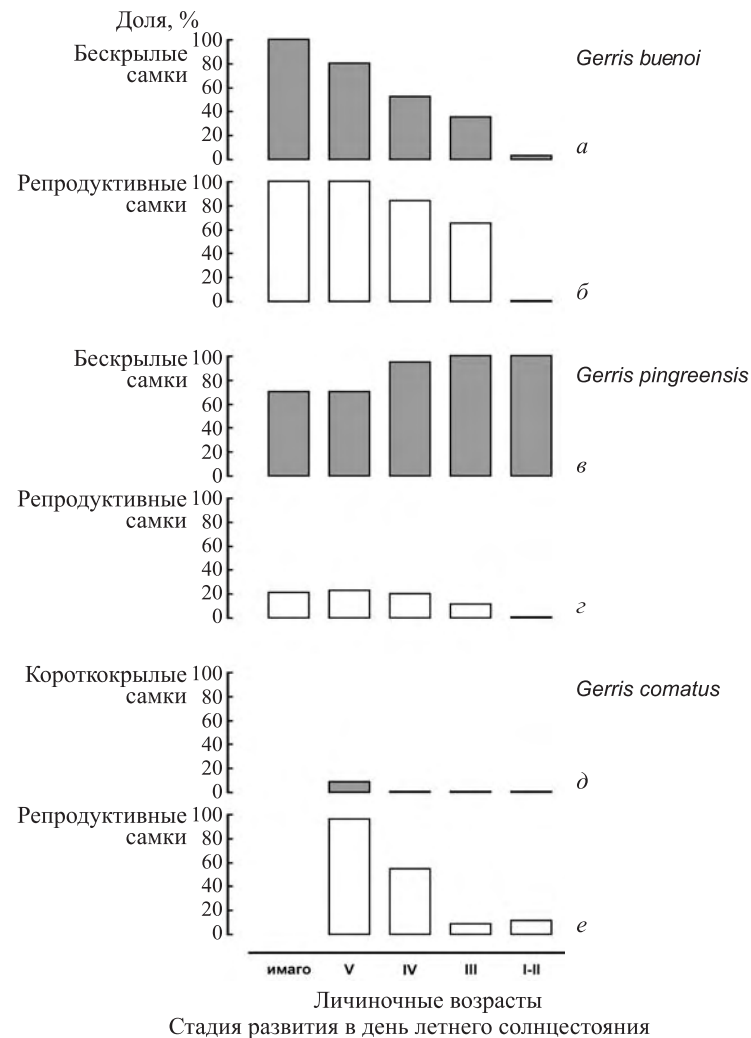 Доля, %
Бескрылые самки
100
80
60
40
20
0
Gerris buenoi
а
Репродуктивные самки
100
80
60
40
20
0
б
Бескрылые самки
100
80
60
40
20
0
Gerris pingreensis
в
Репродуктивные самки
100
80
60
40
20
0
г
Короткокрылые самки
100
80
60
40
20
0
Gerris comatus
д
Репродуктивные самки
100
80
60
40
20
0
е
имаго V IV III I-II
Личиночные возрасты
Стадия развития в день летнего солнцестояния